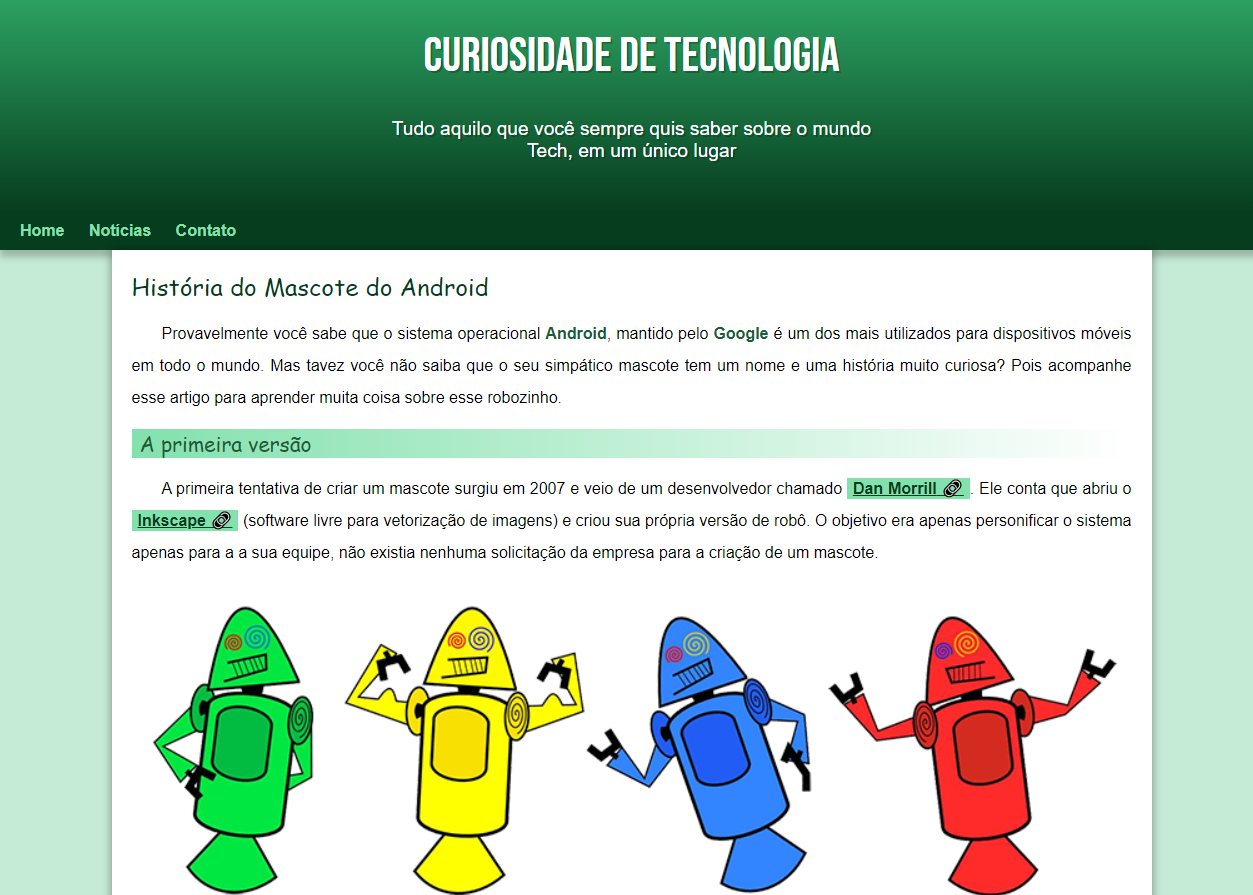 CURIOSIDADE DE TECNOLOGIA
Tudo aquilo que você sempre quis saber sobre o mundo
Tech, em um único lugar
Home Notícias Contato
História do Mascote do Android
Provavelmente você sabe que o sistema operacional Android, mantido pelo Google é um dos mais utilizados para dispositivos móveis
em todo o mundo. Mas tavez você não saiba que o seu simpático mascote tem um nome e uma história muito curiosa? Pois acompanhe
esse artigo para aprender muita coisa sobre esse robozinho.
A primeira versão
A primeira tentativa de criar um mascote surgiu em 2007 e veio de um desenvolvedor chamado Dan Morrill . Ele conta que abriu o
Inkscape (software livre para vetorização de imagens) e criou sua própria versão de robô. O objetivo era apenas personificar o sistema
apenas para a a sua equipe, não existia nenhuma solicitação da empresa para a criação de um mascote.